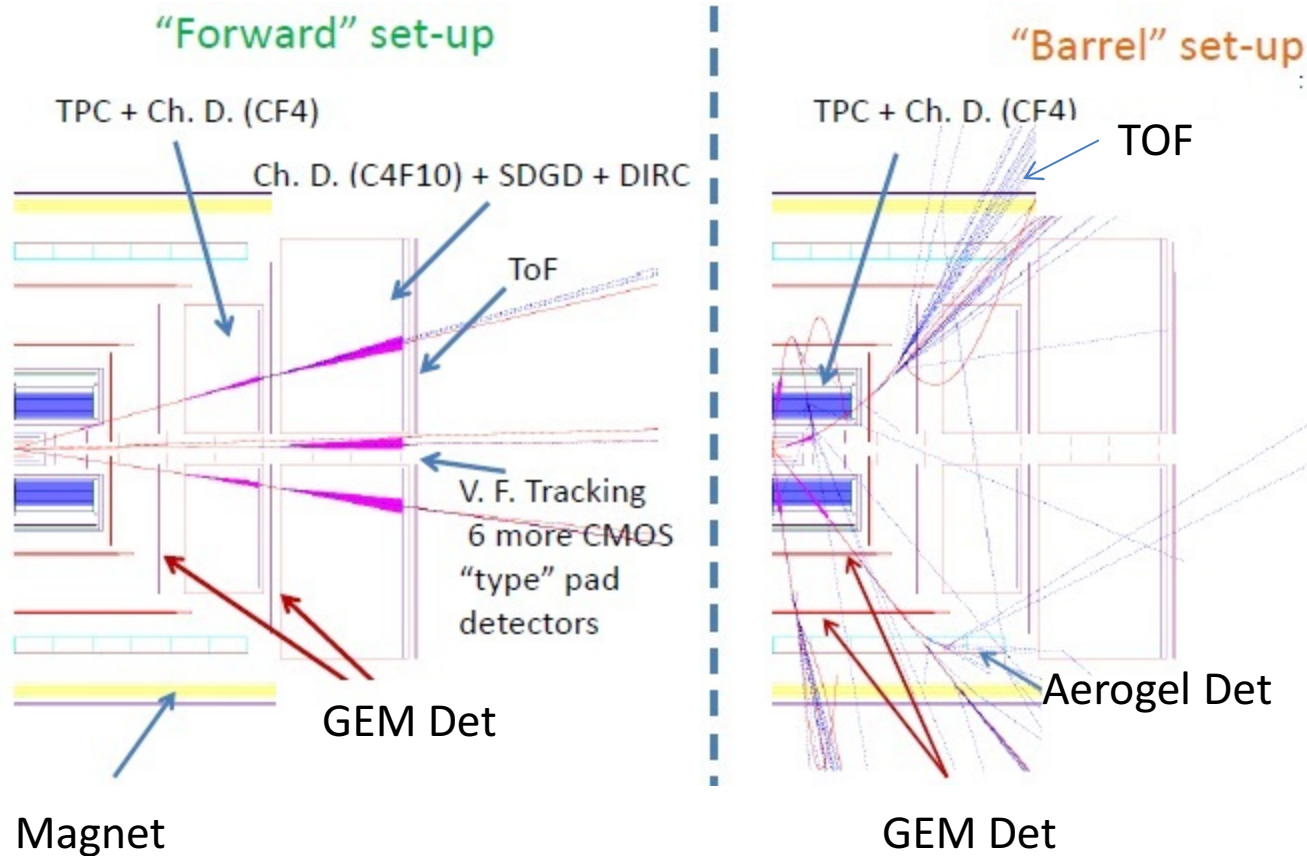 “Forward” set-up
TPC + Ch. D. (CF4)
Ch. D. (C4F10) + SDGD + DIRC
ToF
V. F. Tracking
6 more CMOS
“type” pad
detectors
GEM Det
Magnet
“Barrel” set-up
:
TPC + Ch. D. (CF4)
TOF
Aerogel Det
GEM Det